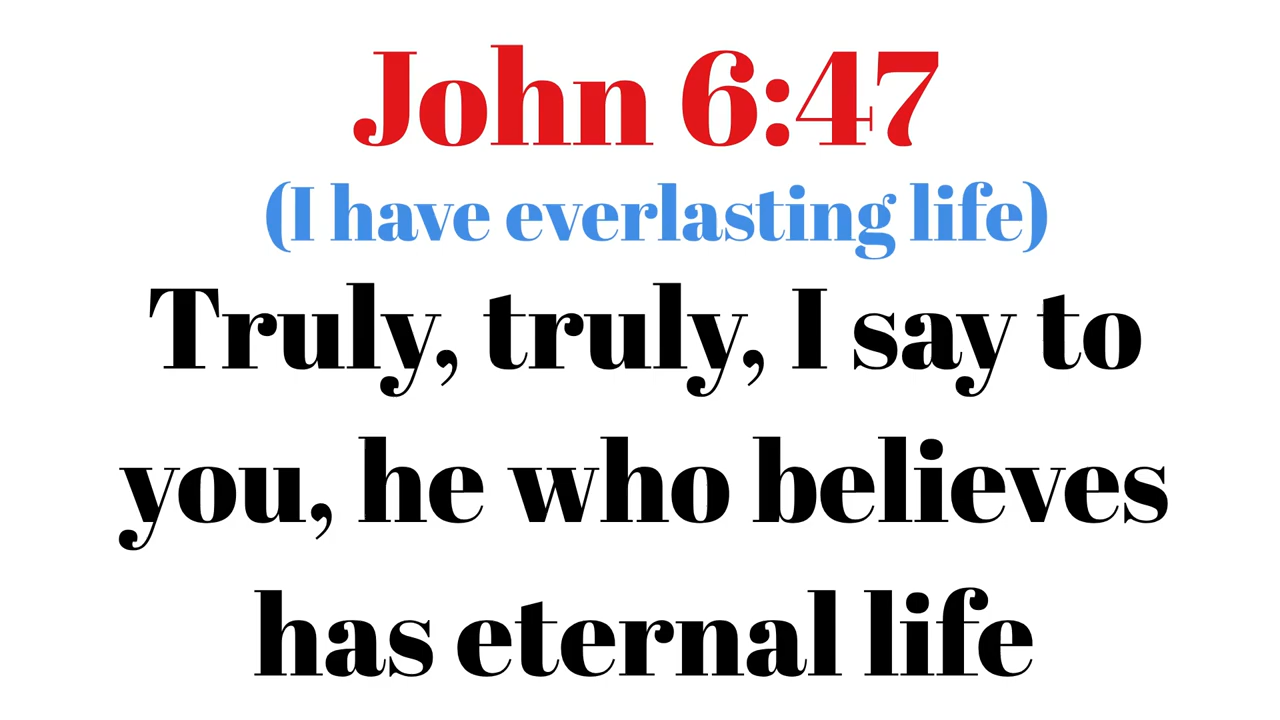 John 6:47
(I have everlasting life)
Truly, truly, I say to
you, he who believes
has eternal life